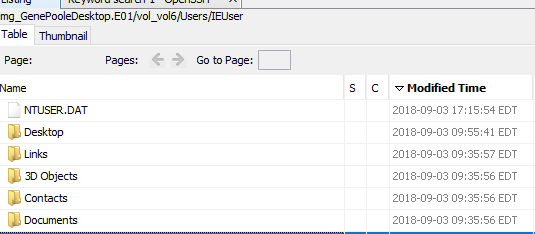 Listing Keyword search 1 - OpenSSH
mg_GenePooleDesktop.E01/vol_vol6/Users/IEUser
Table Thumbnail
Page: Pages: Go to Page:
Name S C Modified Time
NTUSER.DAT 2018-09-03 17:15:54 EDT
Desktop 2018-09-03 09:55:41 EDT
Links 2018-09-03 09:35:57 EDT
3D Objects 2018-09-03 09:35:56 EDT
Contacts 2018-09-03 09:35:56 EDT
Documents 2018-09-03 09:35:56 EDT